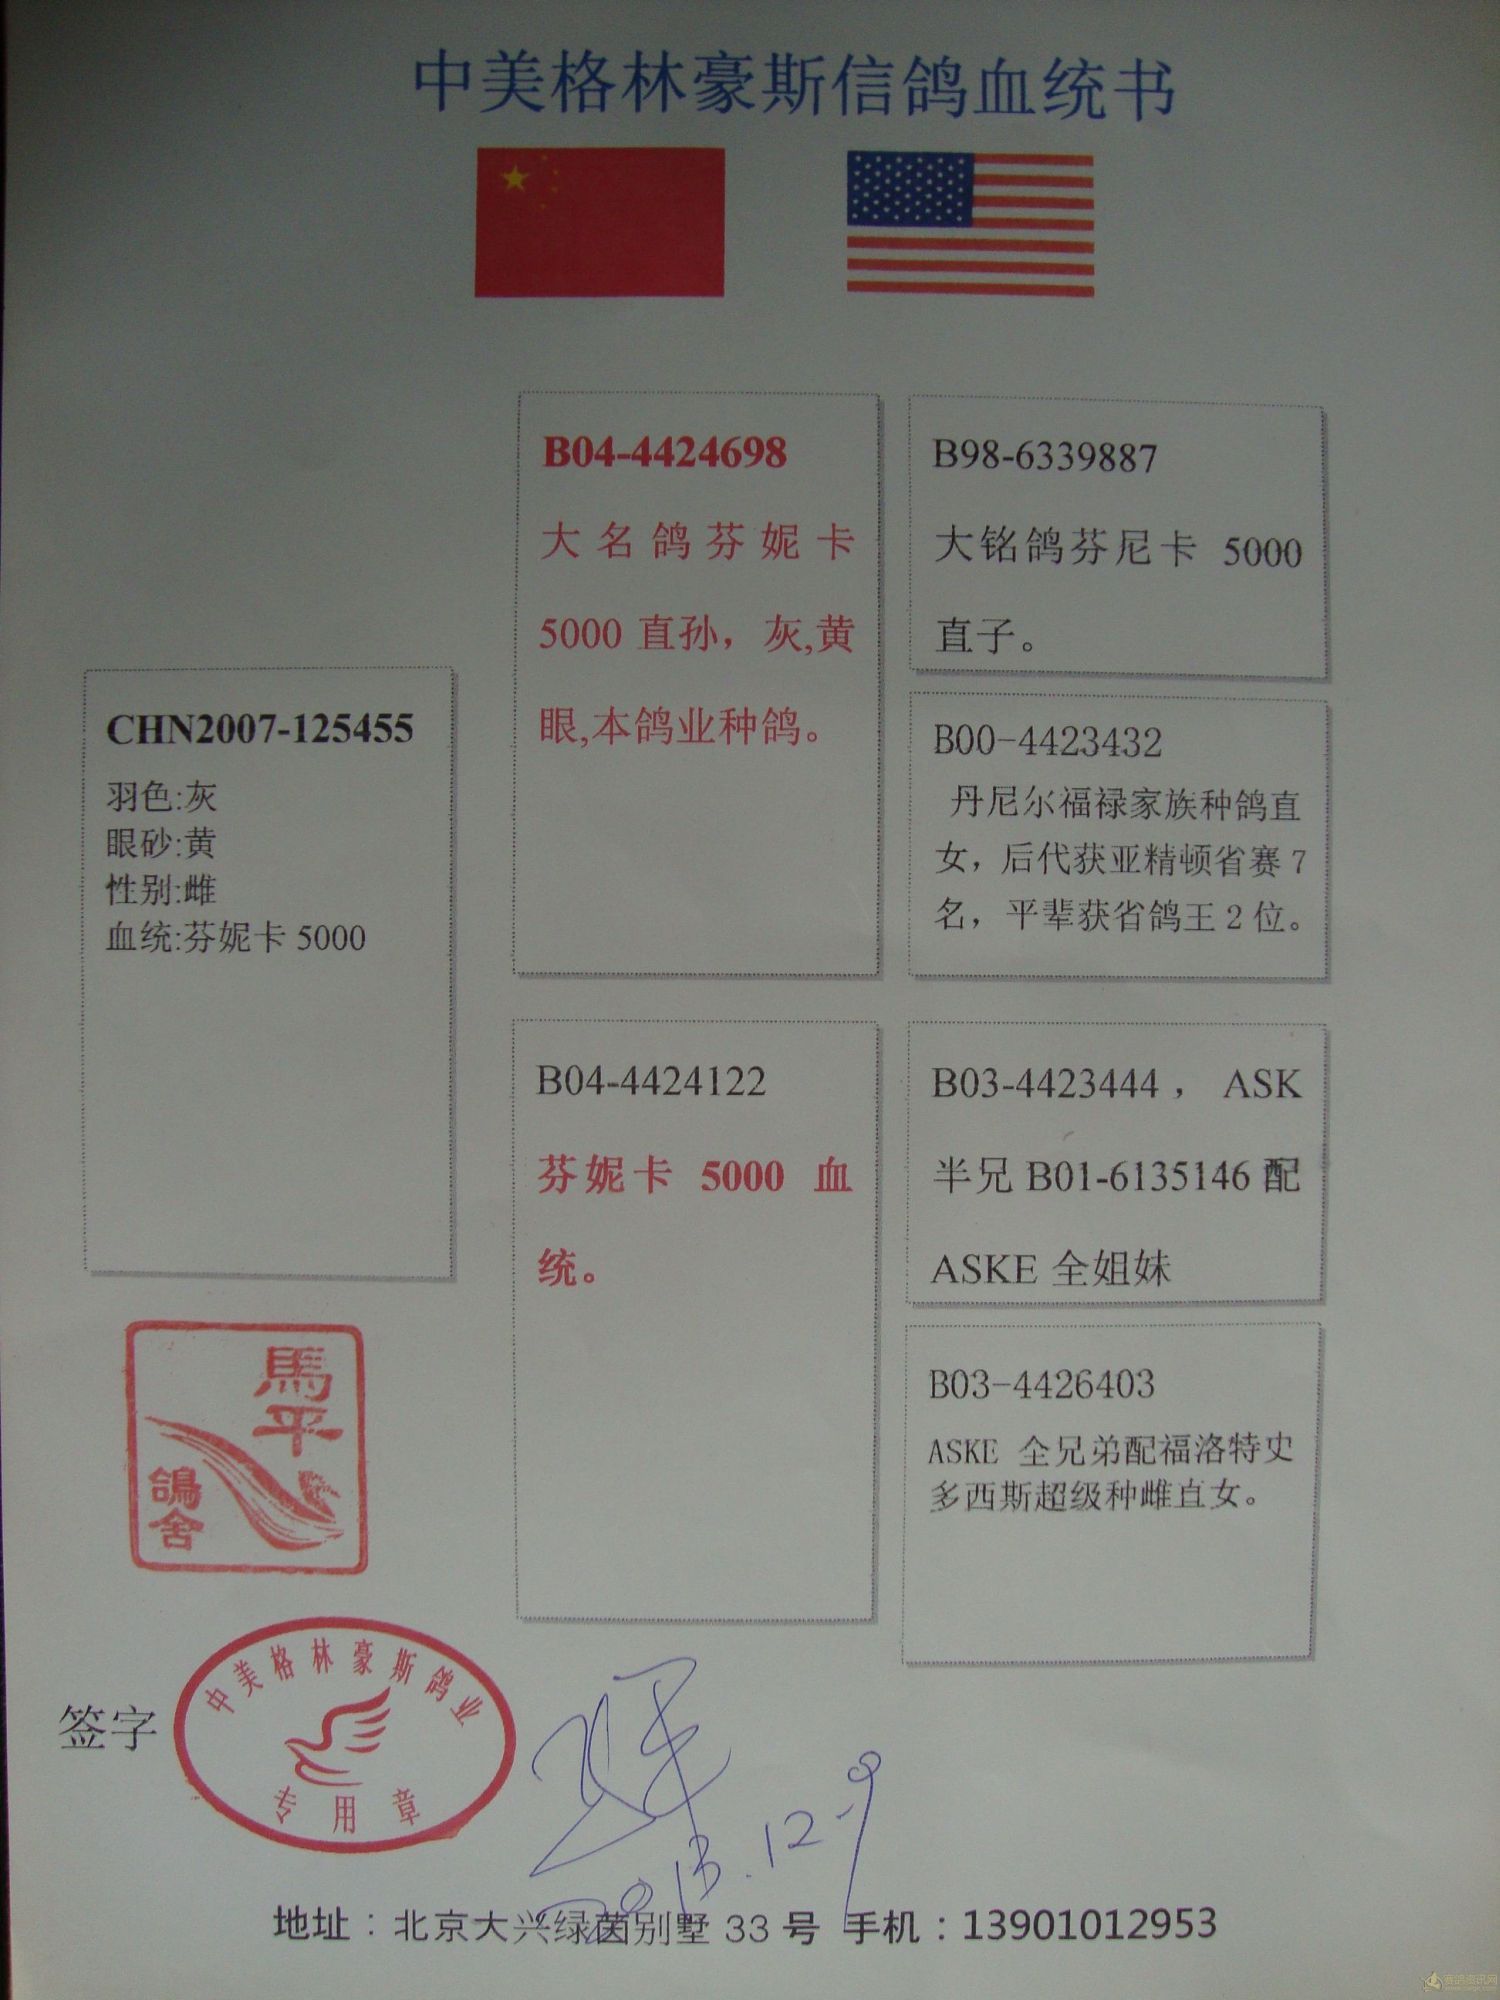 中美格林豪斯信鸽血统书
CHN2007-125455
羽色:灰
眼砂:黄
性别:雌
血统:芬妮卡 5000
B04-4424698
大名鸽芬妮卡
5000 直孙，灰,黄
眼,本鸽业种鸽。
B04-4424122
芬妮卡 5000 血
统。
B98-6339887
大铭鸽芬尼卡 5000
直子。
B00-4423432
丹尼尔福禄家族种鸽直
女，后代获亚精顿省赛 7
名，平辈获省鸽王 2 位。
B03-4423444， ASK
半兄 B01-6135146 配
ASKE 全姐妹
B03-4426403
ASKE 全兄弟配福洛特史
多西斯超级种雌直女。
馬平
鴿舍
签字
中美格林豪斯鸽业
专用章
2013.12.9
地址：北京大兴绿茵别墅 33 号 手机：13901012953
赛鸽资讯网